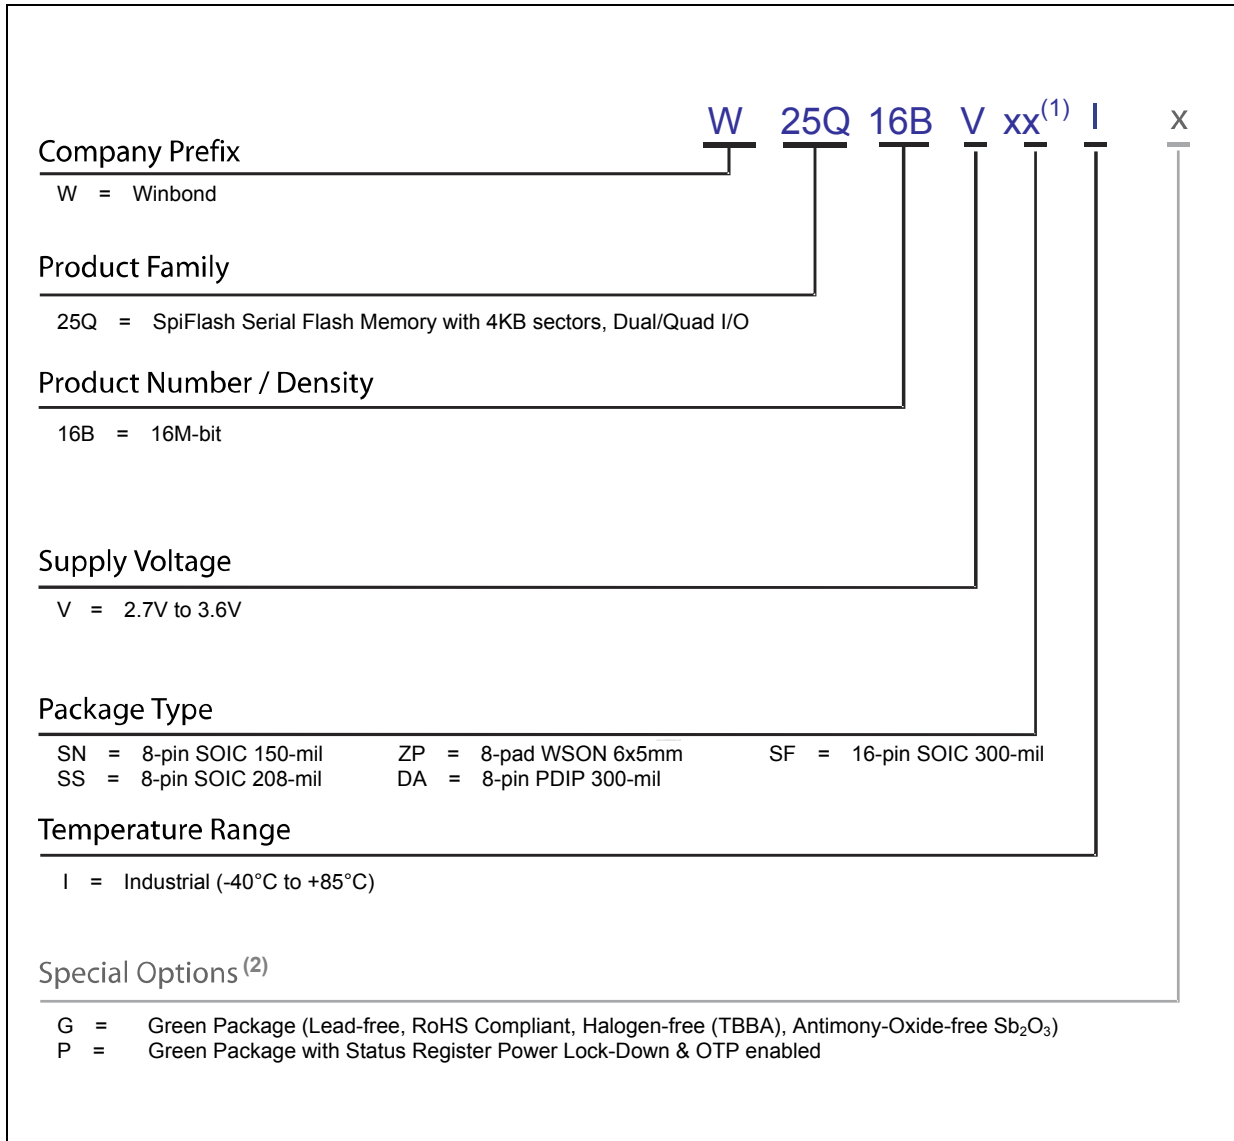 W 25Q 16B V xx(1) I x
Company Prefix
W = Winbond
Product Family
25Q = SpiFlash Serial Flash Memory with 4KB sectors, Dual/Quad I/O
Product Number / Density
16B = 16M-bit
Supply Voltage
V = 2.7V to 3.6V
Package Type
SN = 8-pin SOIC 150-mil ZP = 8-pad WSON 6x5mm SF = 16-pin SOIC 300-mil
SS = 8-pin SOIC 208-mil DA = 8-pin PDIP 300-mil
Temperature Range
I = Industrial (-40°C to +85°C)
Special Options (2)
G = Green Package (Lead-free, RoHS Compliant, Halogen-free (TBBA), Antimony-Oxide-free Sb₂O₃)
P = Green Package with Status Register Power Lock-Down & OTP enabled